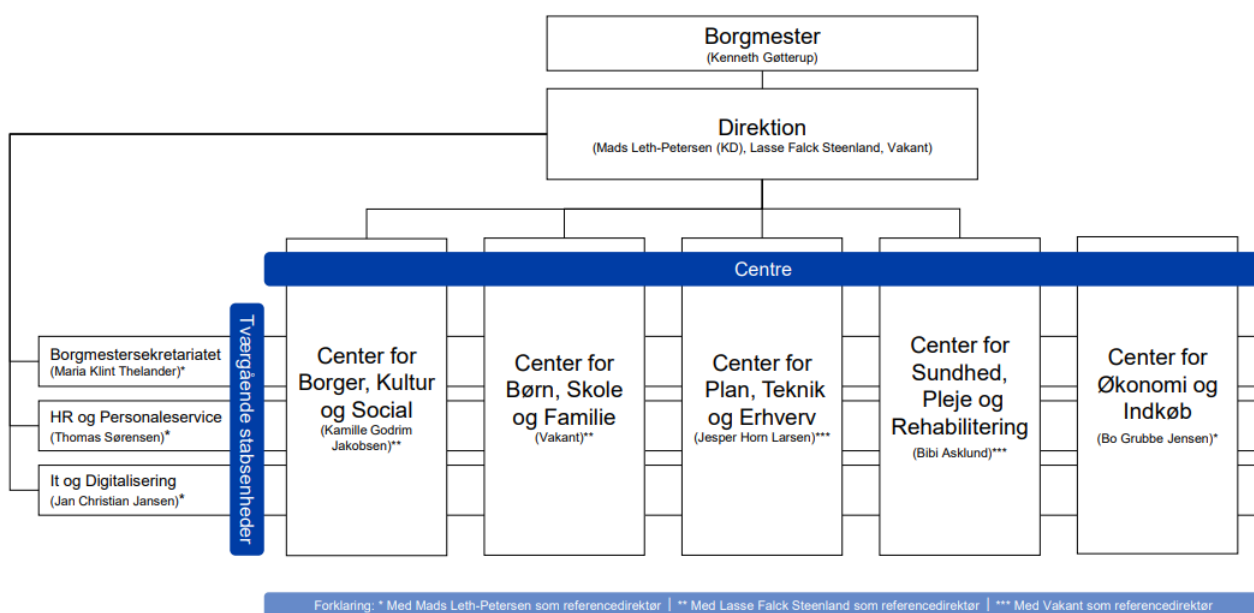 Borgmester
(Kenneth Gøtterup)
Direktion
(Mads Leth-Petersen (KD), Lasse Falck Steenland, Vakant)
Centre
Tværgående stabsenheder
Borgmestersekretariatet
(Maria Klint Thelander)*
HR og Personaleservice
(Thomas Sørensen)*
It og Digitalisering
(Jan Christian Jansen)*
Center for
Borger, Kultur
og Social
(Kamille Godrim
Jakobsen)**
Center for
Børn, Skole
og Familie
(Vakant)**
Center for
Plan, Teknik
og Erhverv
(Jesper Horn Larsen)***
Center for
Sundhed,
Pleje og
Rehabilitering
(Bibi Asklund)***
Center for
Økonomi og
Indkøb
(Bo Grubbe Jensen)*
Forklaring: * Med Mads Leth-Petersen som referencedirektør | ** Med Lasse Falck Steenland som referencedirektør | *** Med Vakant som referencedirektør